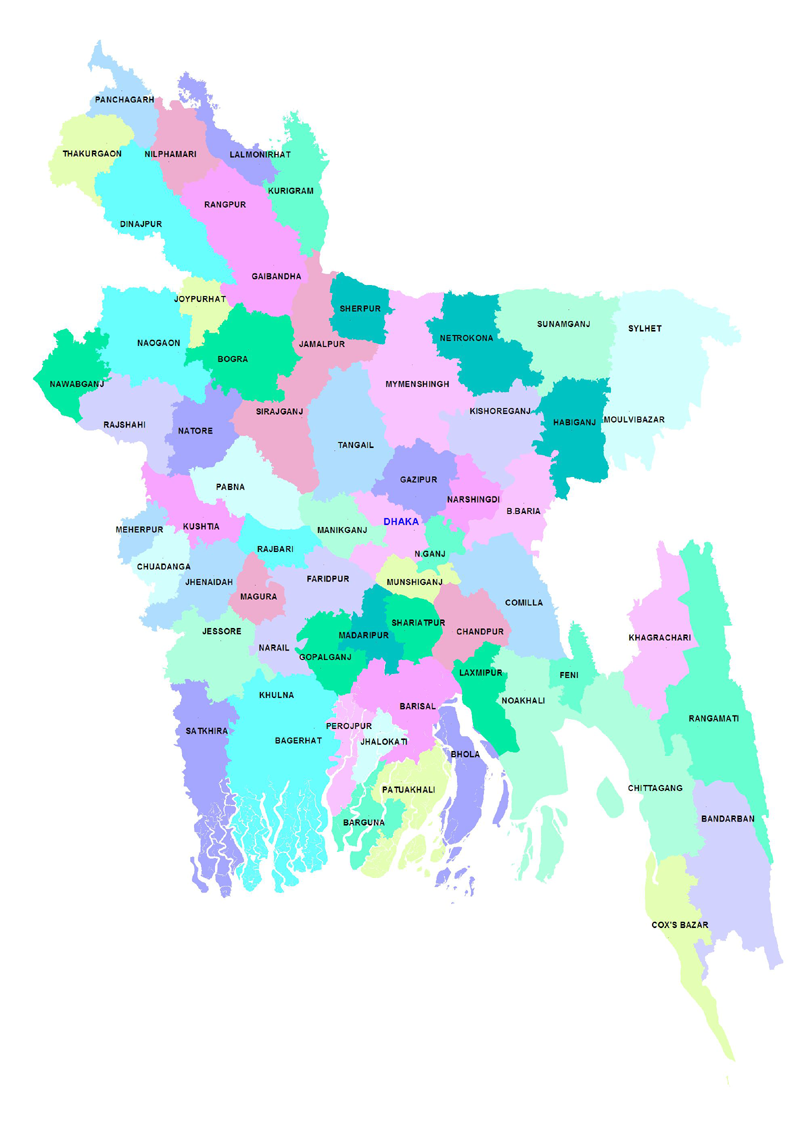 PANCHAGARH
THAKURGAON
NILPHAMARI
LALMONIRHAT
KURIGRAM
RANGPUR
DINAJPUR
GAIBANDHA
JOYPURHAT
SHERPUR
SUNAMGANJ
SYLHET
NETROKONA
NAOGAON
JAMALPUR
BOGRA
NAWABGANJ
MYMENSHINGH
SIRAJGANJ
KISHOREGANJ
HABIGANJ
MOULVIBAZAR
RAJSHAHI
NATORE
TANGAIL
GAZIPUR
PABNA
NARSHINGDI
B.BARIA
DHAKA
KUSHTIA
MEHERPUR
MANIKGANJ
RAJBARI
N.GANJ
CHUADANGA
JHENAIDAH
FARIDPUR
MUNSHIGANJ
MAGURA
COMILLA
SHARIATPUR
JESSORE
MADARIPUR
CHANDPUR
KHAGRACHARI
NARAIL
GOPALGANJ
LAXMIPUR
FENI
KHULNA
NOAKHALI
BARISAL
RANGAMATI
PEROJPUR
SATKHIRA
BAGERHAT
JHALOKATI
BHOLA
PATUAKHALI
CHITTAGANG
BARGUNA
BANDARBAN
COX'S BAZAR